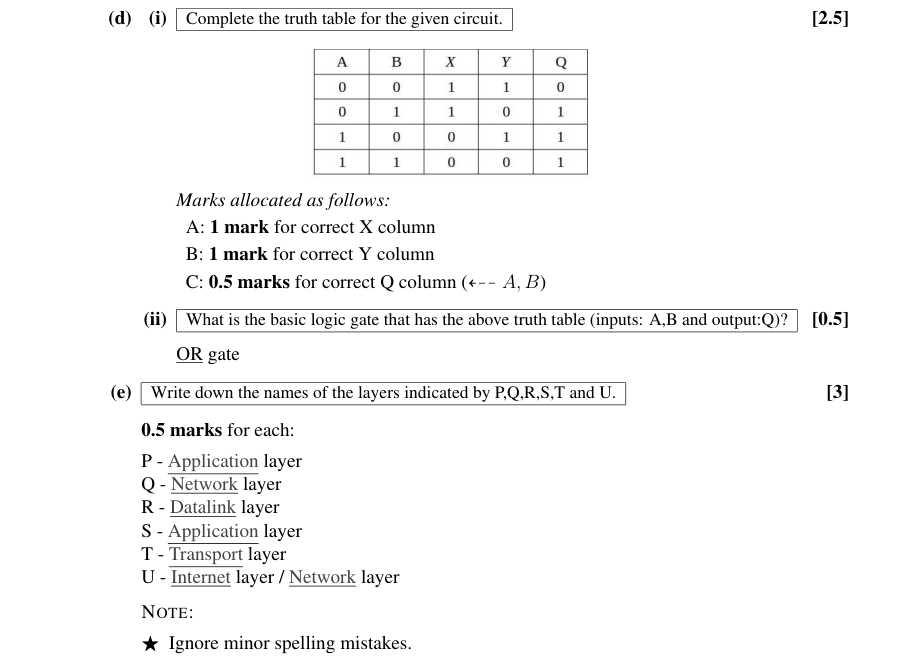 (d) (i) Complete the truth table for the given circuit. [2.5]
A B X Y Q
0 0 1 1 0
0 1 1 0 1
1 0 0 1 1
1 1 0 0 1
Marks allocated as follows:
A: 1 mark for correct X column
B: 1 mark for correct Y column
C: 0.5 marks for correct Q column (⇠ A, B)
(ii) What is the basic logic gate that has the above truth table (inputs: A,B and output:Q)? [0.5]
OR gate
(e) Write down the names of the layers indicated by P,Q,R,S,T and U. [3]
0.5 marks for each:
P - Application layer
Q - Network layer
R - Datalink layer
S - Application layer
T - Transport layer
U - Internet layer / Network layer
NOTE:
★ Ignore minor spelling mistakes.